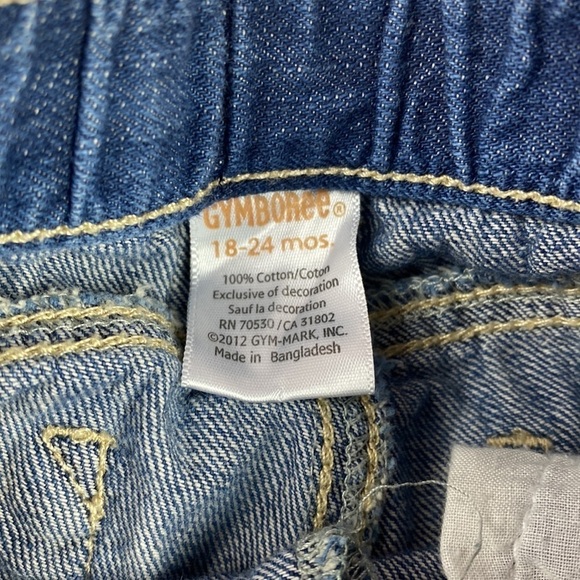 GYMBOREE®
18-24 mos.
100% Cotton/Coton
Exclusive of decoration
Sauf la decoration
RN 70530/CA 31802
©2012 GYM-MARK, INC.
Made in Bangladesh